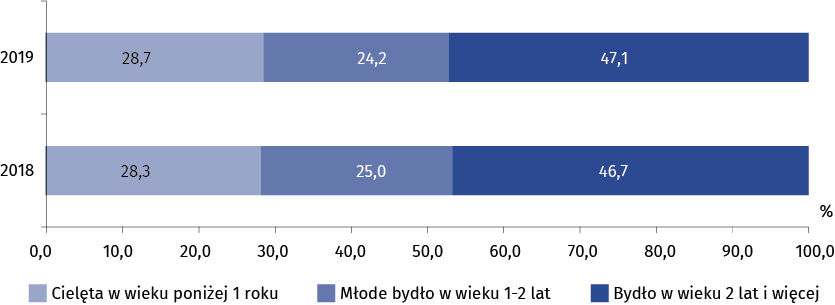 2019 28,7 24,2 47,1
2018 28,3 25,0 46,7
%
0,0 10,0 20,0 30,0 40,0 50,0 60,0 70,0 80,0 90,0 100,0
Cielęta w wieku poniżej 1 roku Młode bydło w wieku 1-2 lat Bydło w wieku 2 lat i więcej